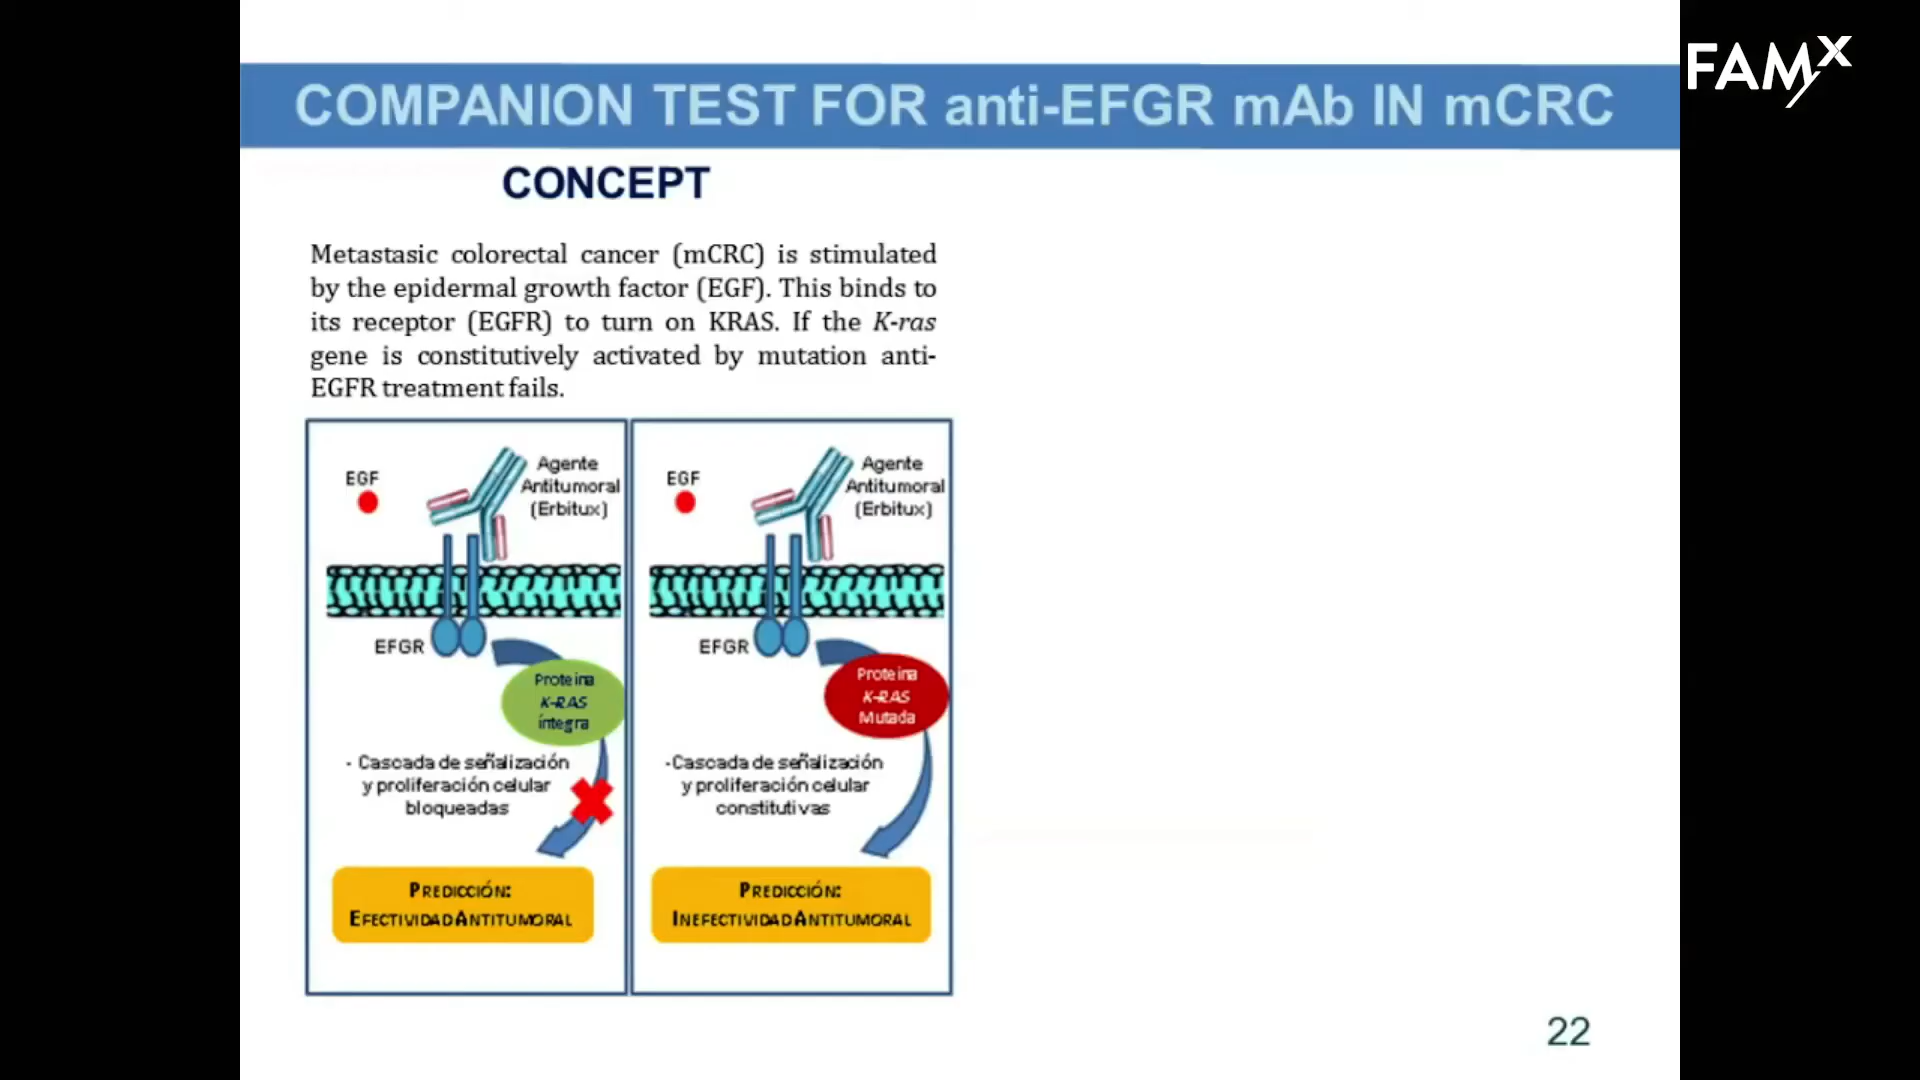 FAMX
COMPANION TEST FOR anti-EFGR mAb IN mCRC
CONCEPT
Metastasic colorectal cancer (mCRC) is stimulated
by the epidermal growth factor (EGF). This binds to
its receptor (EGFR) to turn on KRAS. If the K-ras
gene is constitutively activated by mutation anti-
EGFR treatment fails.
EGF
Agente
Antitumoral
(Erbitux)
EFGR
Proteina
K-RAS
íntegra
- Cascada de señalización
y proliferación celular
bloqueadas
PREDICCIÓN:
EFECTIVIDAD ANTITUMORAL
EGF
Agente
Antitumoral
(Erbitux)
EFGR
Proteina
K-RAS
Mutada
-Cascada de señalización
y proliferación celular
constitutivas
PREDICCIÓN:
INEFECTIVIDAD ANTITUMORAL
22